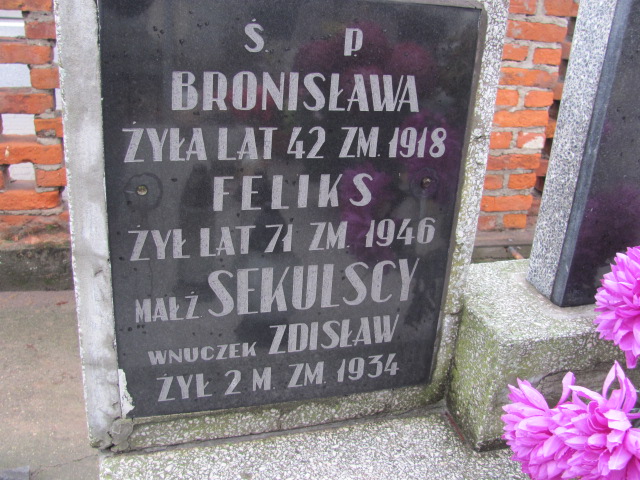 Ś P
BRONISŁAWA
ŻYŁA LAT 42 ZM. 1918
FELIKS
ŻYŁ LAT 71 ZM. 1946
MAŁŻ SEKULSCY
WNUCZEK ZDISŁAW
ŻYŁ 2 M. ZM. 1934